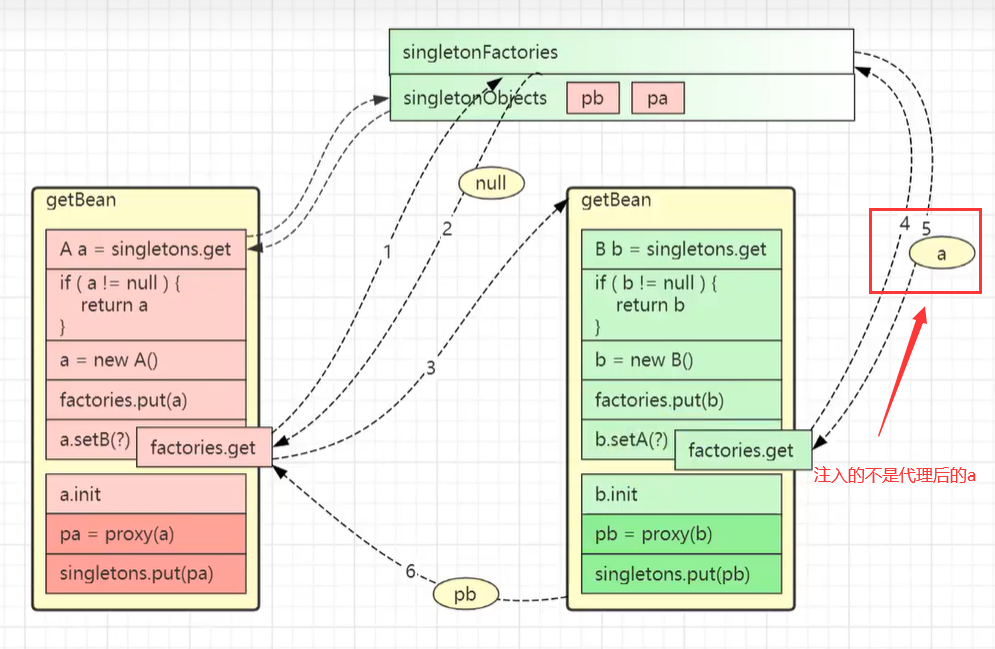 singletonFactories
singletonObjects pb pa
null
getBean
A a = singletons.get
if ( a != null ) {
return a
}
a = new A()
factories.put(a)
a.setB(?) factories.get
a.init
pa = proxy(a)
singletons.put(pa)
1
2
3
6
pb
getBean
B b = singletons.get
if ( b != null ) {
return b
}
b = new B()
factories.put(b)
b.setA(?) factories.get
b.init
pb = proxy(b)
singletons.put(pb)
4 5
a
注入的不是代理后的a